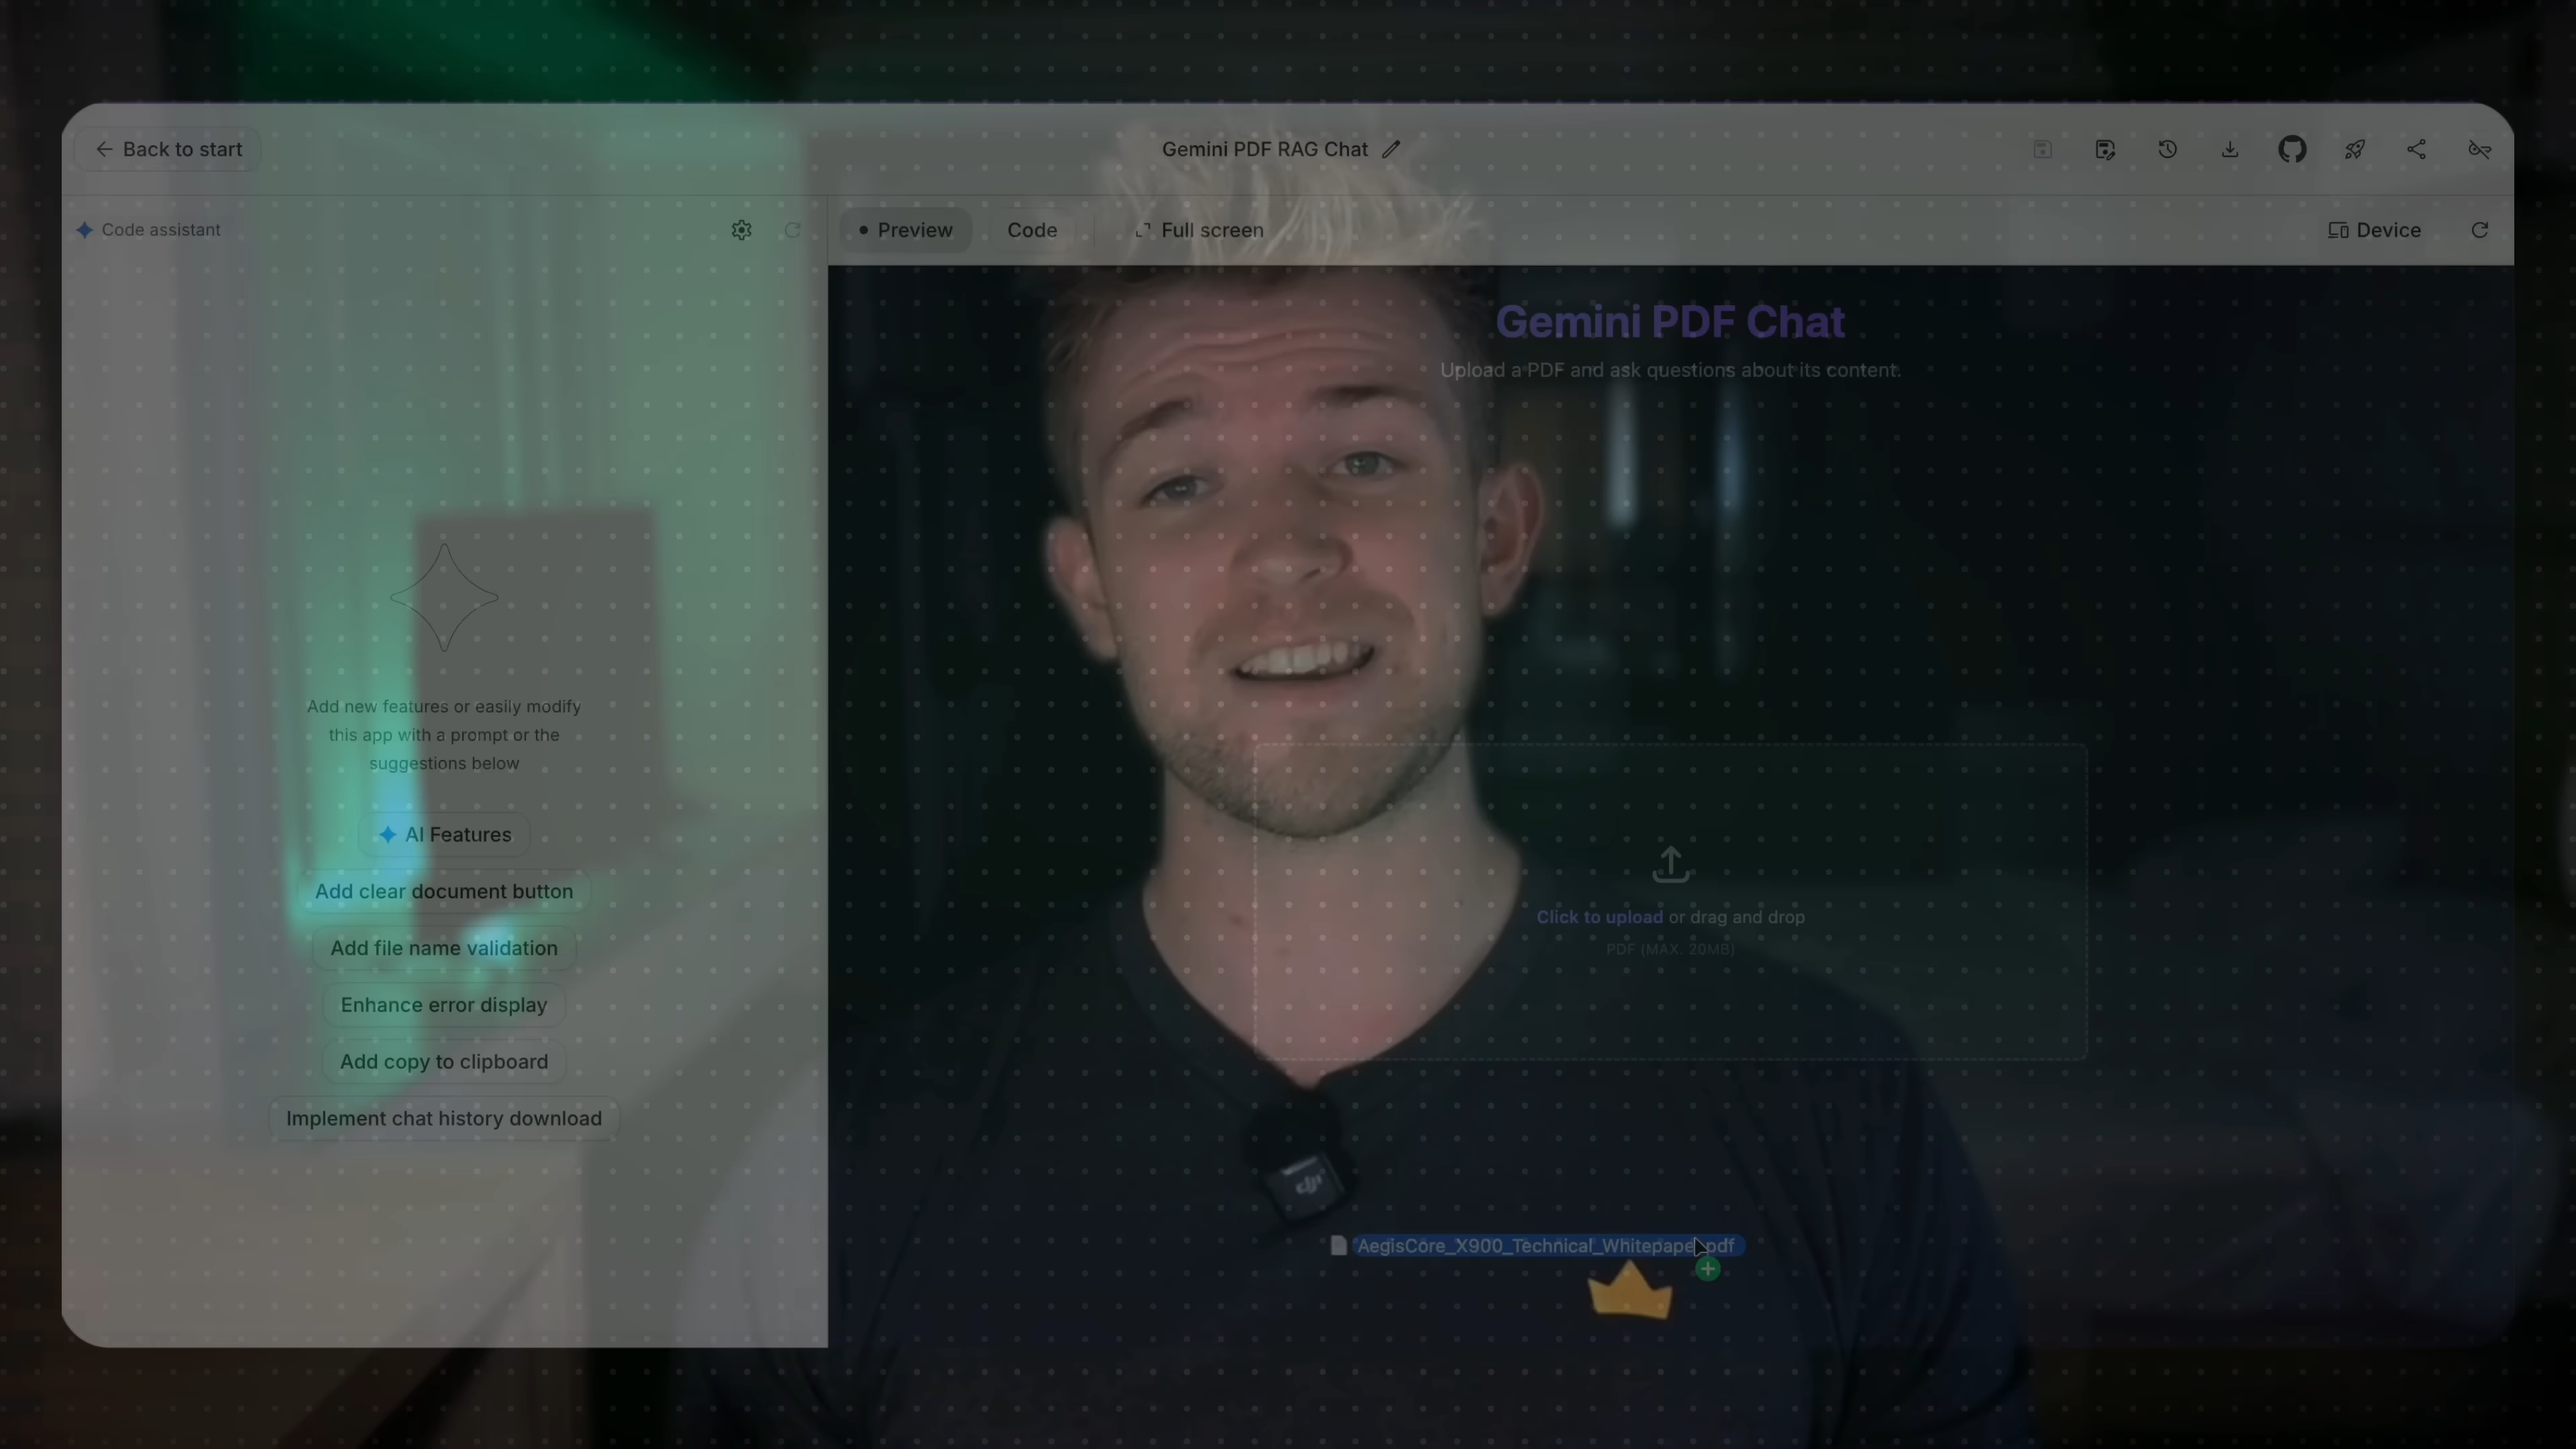 Back to start
Gemini PDF RAG Chat
Code assistant
Preview
Code
Full screen
Device
Gemini PDF Chat
Upload a PDF and ask questions about its content.
Add new features or easily modify
this app with a prompt or the
suggestions below
AI Features
Add clear document button
Add file name validation
Enhance error display
Add copy to clipboard
Implement chat history download
Click to upload or drag and drop
PDF (MAX. 20MB)
dji
AegisCore_X900_Technical_Whitepaper.pdf